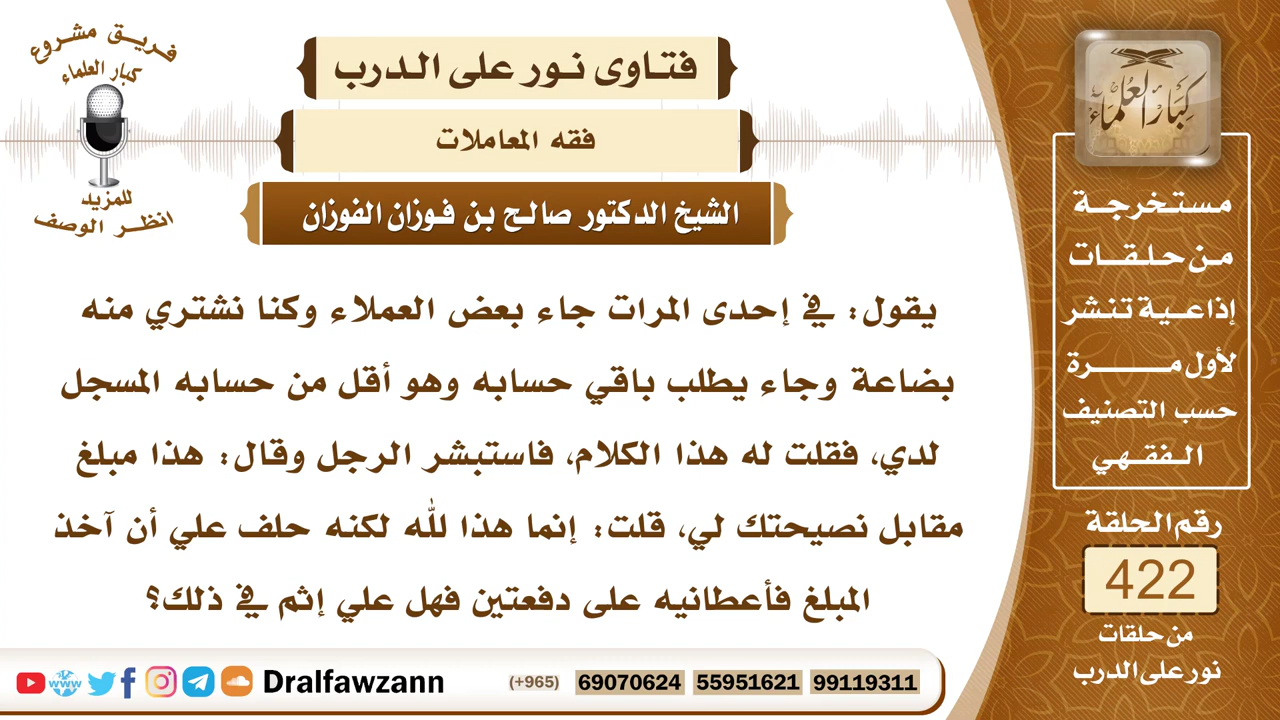 فتاوى نور على الدرب
فقه المعاملات
الشيخ الدكتور صالح بن فوزان الفوزان
يقول: في إحدى المرات جاء بعض العملاء وكنا نشتري منه
بضاعة وجاء يطلب باقي حسابه وهو أقل من حسابه المسجل
لدي، فقلت له هذا الكلام، فاستبشر الرجل وقال: هذا مبلغ
مقابل نصيحتك لي، قلت: إنما هذا لله لكنه حلف علي أن آخذ
المبلغ فأعطانيه على دفعتين فهل علي إثم في ذلك؟
كبار العلماء
مستخرجة
من حلقات
إذاعية تنشر
لأول مرة
حسب التصنيف
الفقهي
رقم الحلقة
422
من حلقات
نور على الدرب
فريق مشروع
كبار العلماء
للمزيد
انظر الوصف
www
Dralfawzann
(+965) 69070624 55951621 99119311